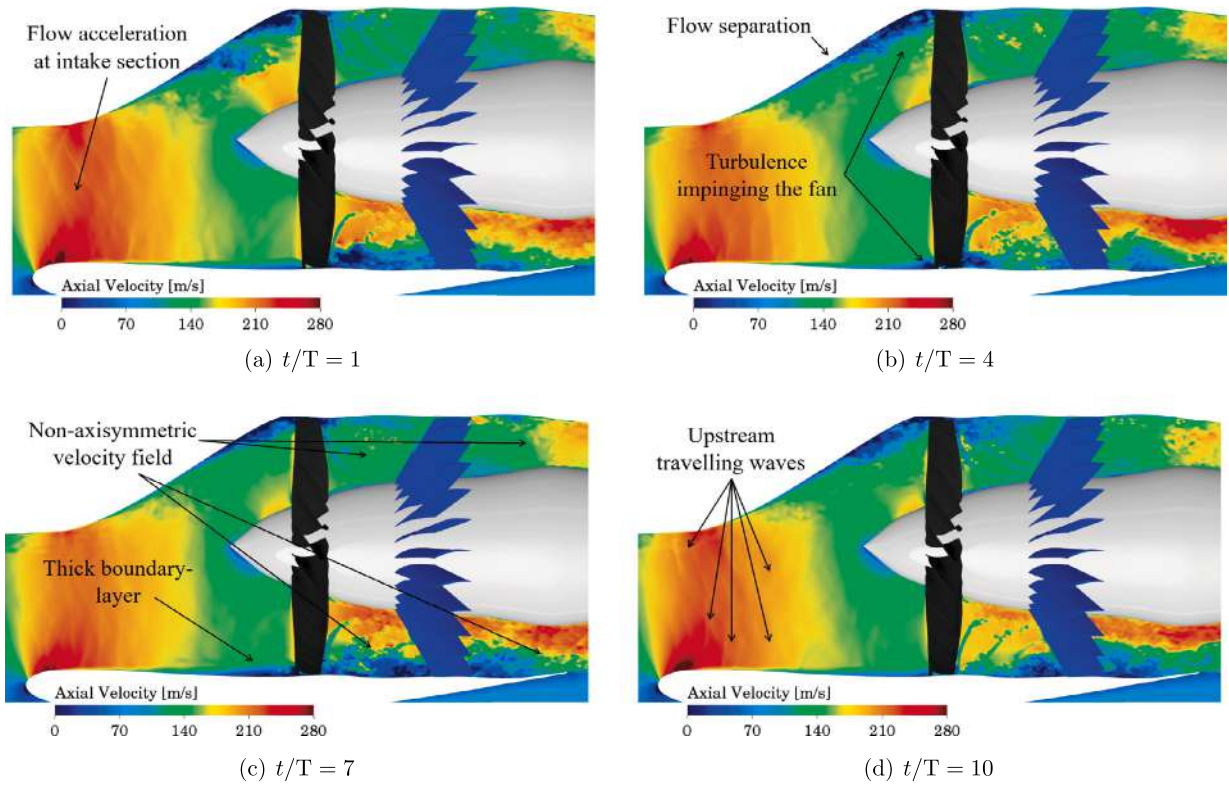 Flow acceleration
at intake section
Axial Velocity [m/s]
0 70 140 210 280
(a) t/T = 1
Flow separation
Turbulence
impinging the fan
Axial Velocity [m/s]
0 70 140 210 280
(b) t/T = 4
Non-axisymmetric
velocity field
Thick boundary-
layer
Axial Velocity [m/s]
0 70 140 210 280
(c) t/T = 7
Upstream
travelling waves
Axial Velocity [m/s]
0 70 140 210 280
(d) t/T = 10